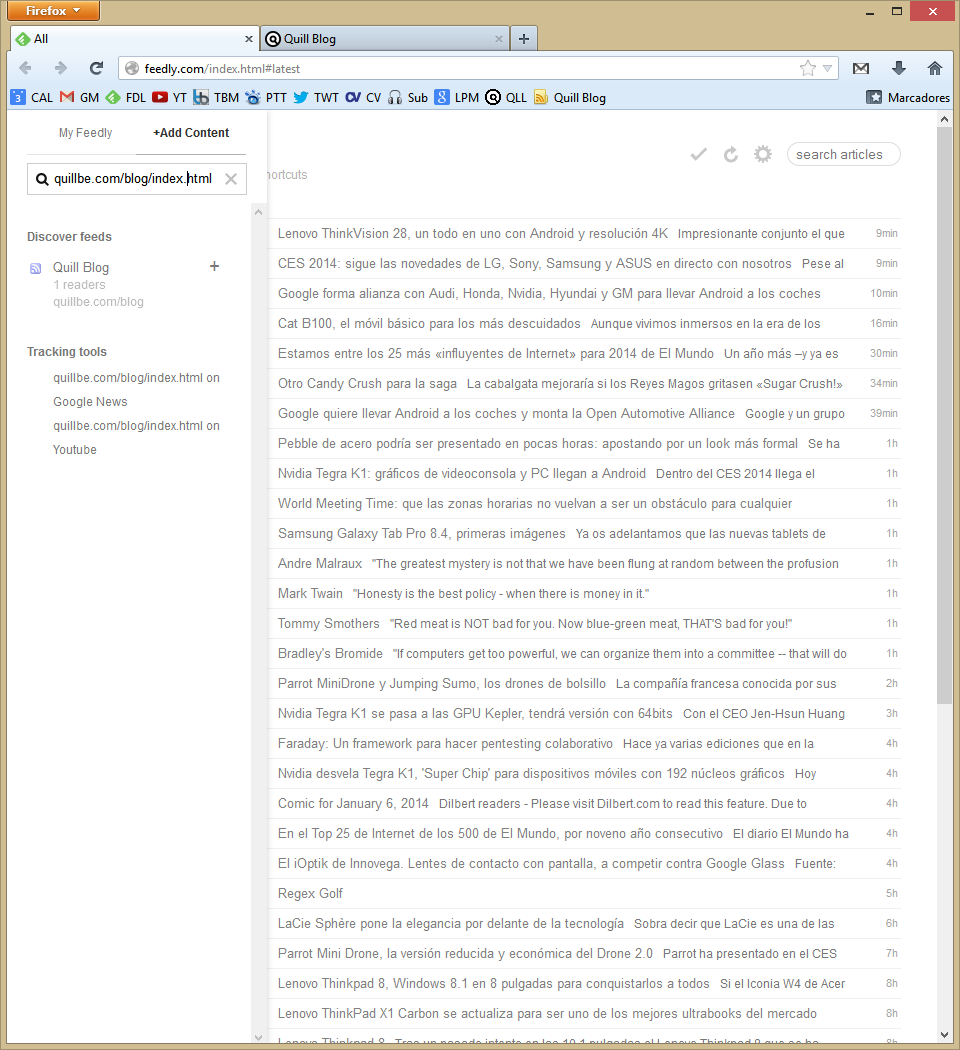 Firefox
All
Quill Blog
feedly.com/index.html#latest
CAL GM FDL YT TBM PTT TWT CV Sub LPM QLL Quill Blog Marcadores
My Feedly +Add Content
quillbe.com/blog/index.html
search articles
hortcuts
Discover feeds
Quill Blog +
1 readers
quillbe.com/blog
Tracking tools
quillbe.com/blog/index.html on
Google News
quillbe.com/blog/index.html on
Youtube
Lenovo ThinkVision 28, un todo en uno con Android y resolución 4K Impresionante conjunto el que 9min
CES 2014: sigue las novedades de LG, Sony, Samsung y ASUS en directo con nosotros Pese al 9min
Google forma alianza con Audi, Honda, Nvidia, Hyundai y GM para llevar Android a los coches 10min
Cat B100, el móvil básico para los más descuidados Aunque vivimos inmersos en la era de los 16min
Estamos entre los 25 más «influyentes de Internet» para 2014 de El Mundo Un año más –y ya es 30min
Otro Candy Crush para la saga La cabalgata mejoraría si los Reyes Magos gritasen «Sugar Crush!» 34min
Google quiere llevar Android a los coches y monta la Open Automotive Alliance Google y un grupo 39min
Pebble de acero podría ser presentado en pocas horas: apostando por un look más formal Se ha 1h
Nvidia Tegra K1: gráficos de videoconsola y PC llegan a Android Dentro del CES 2014 llega el 1h
World Meeting Time: que las zonas horarias no vuelvan a ser un obstáculo para cualquier 1h
Samsung Galaxy Tab Pro 8.4, primeras imágenes Ya os adelantamos que las nuevas tablets de 1h
Andre Malraux "The greatest mystery is not that we have been flung at random between the profusion 1h
Mark Twain "Honesty is the best policy - when there is money in it." 1h
Tommy Smothers "Red meat is NOT bad for you. Now blue-green meat, THAT'S bad for you!" 1h
Bradley's Bromide "If computers get too powerful, we can organize them into a committee -- that will do 1h
Parrot MiniDrone y Jumping Sumo, los drones de bolsillo La compañía francesa conocida por sus 2h
Nvidia Tegra K1 se pasa a las GPU Kepler, tendrá versión con 64bits Con el CEO Jen-Hsun Huang 3h
Faraday: Un framework para hacer pentesting colaborativo Hace ya varias ediciones que en la 4h
Nvidia desvela Tegra K1, 'Super Chip' para dispositivos móviles con 192 núcleos gráficos Hoy 4h
Comic for January 6, 2014 Dilbert readers - Please visit Dilbert.com to read this feature. Due to 4h
En el Top 25 de Internet de los 500 de El Mundo, por noveno año consecutivo El diario El Mundo ha 4h
El iOptik de Innovega. Lentes de contacto con pantalla, a competir contra Google Glass Fuente: 4h
Regex Golf 5h
LaCie Sphère pone la elegancia por delante de la tecnología Sobra decir que LaCie es una de las 6h
Parrot Mini Drone, la versión reducida y económica del Drone 2.0 Parrot ha presentado en el CES 7h
Lenovo Thinkpad 8, Windows 8.1 en 8 pulgadas para conquistarlos a todos Si el Iconia W4 de Acer 8h
Lenovo ThinkPad X1 Carbon se actualiza para ser uno de los mejores ultrabooks del mercado 8h
Lenovo Thinkpad 8 Tras un pasado intento en las 10.1 pulgadas el Lenovo Thinkpad 8 que se ha 8h